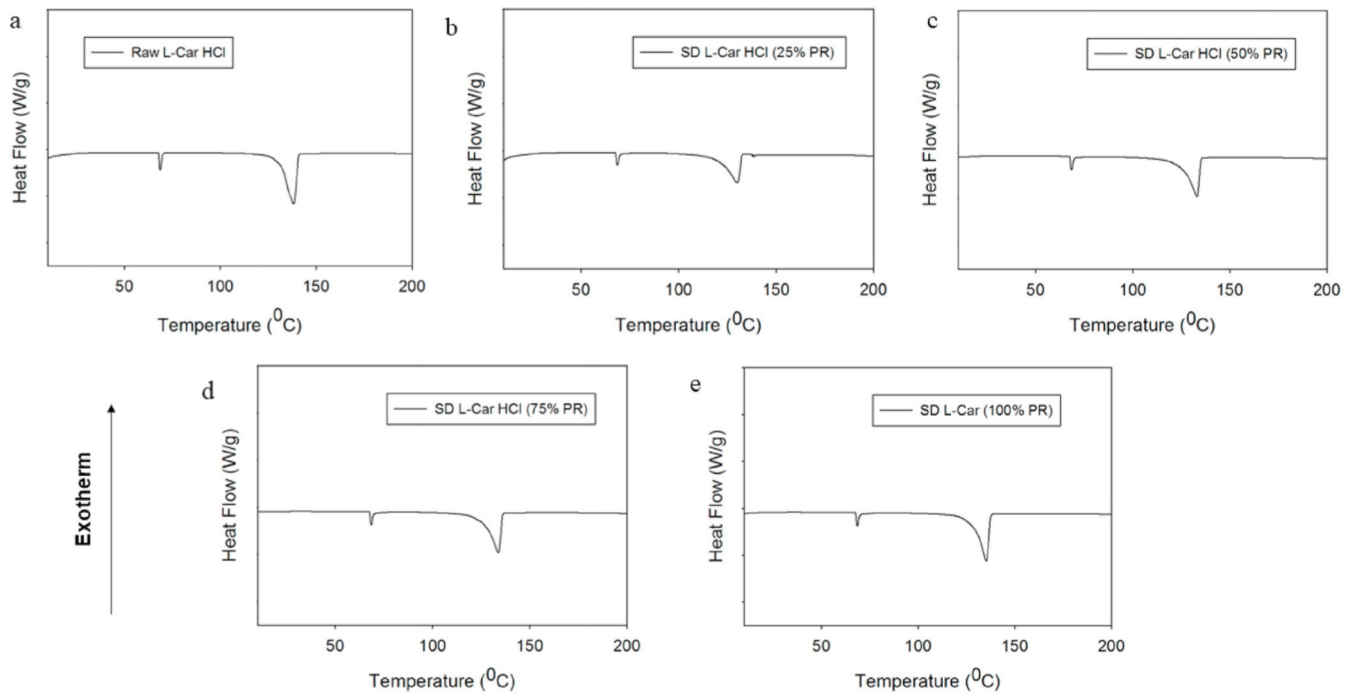 a
Raw L-Car HCl
Heat Flow (W/g)
50 100 150 200
Temperature (⁰C)
b
SD L-Car HCl (25% PR)
Heat Flow (W/g)
50 100 150 200
Temperature (⁰C)
c
SD L-Car HCl (50% PR)
Heat Flow (W/g)
50 100 150 200
Temperature (⁰C)
Exotherm
d
SD L-Car HCl (75% PR)
Heat Flow (W/g)
50 100 150 200
Temperature (⁰C)
e
SD L-Car (100% PR)
Heat Flow (W/g)
50 100 150 200
Temperature (⁰C)